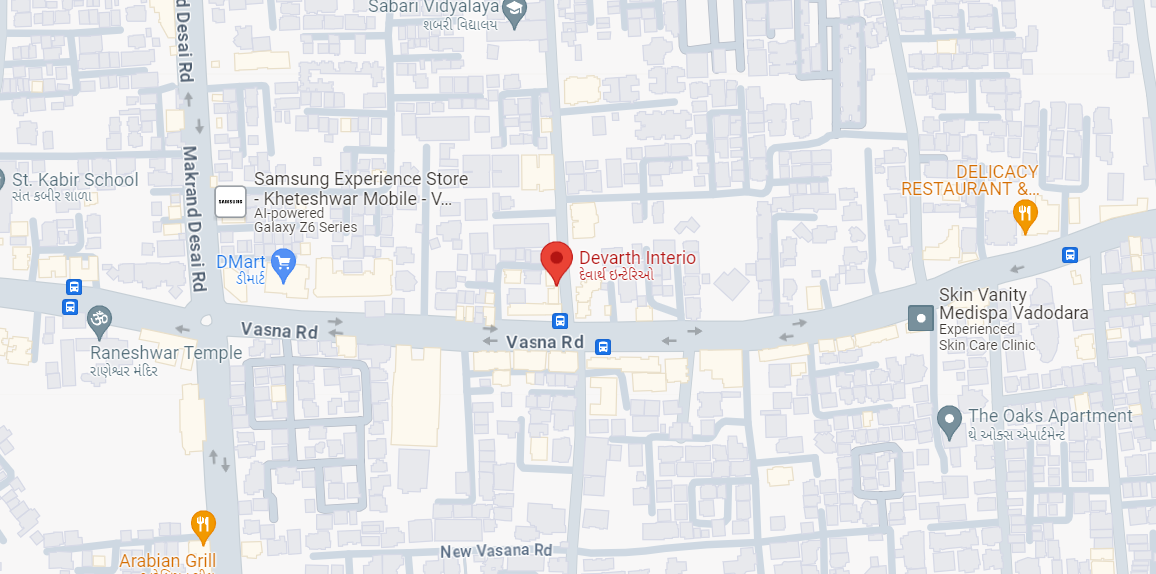 Sabari Vidyalaya
શબરી વિદ્યાલય
d Desai Rd
Makrand Desai Rd
St. Kabir School
સંત કબીર શાળા
Samsung Experience Store
- Kheteshwar Mobile - V...
AI-powered
Galaxy Z6 Series
SAMSUNG
DELICACY
RESTAURANT &...
DMart
ડીમાર્ટ
Devarth Interio
દેવાર્થ ઇન્ટેરિઓ
Skin Vanity
Medispa Vadodara
Experienced
Skin Care Clinic
Vasna Rd
Vasna Rd
Raneshwar Temple
રાણેશ્વર મંદિર
The Oaks Apartment
થે ઓક્સ એપાર્ટમેન્ટ
New Vasana Rd
Arabian Grill